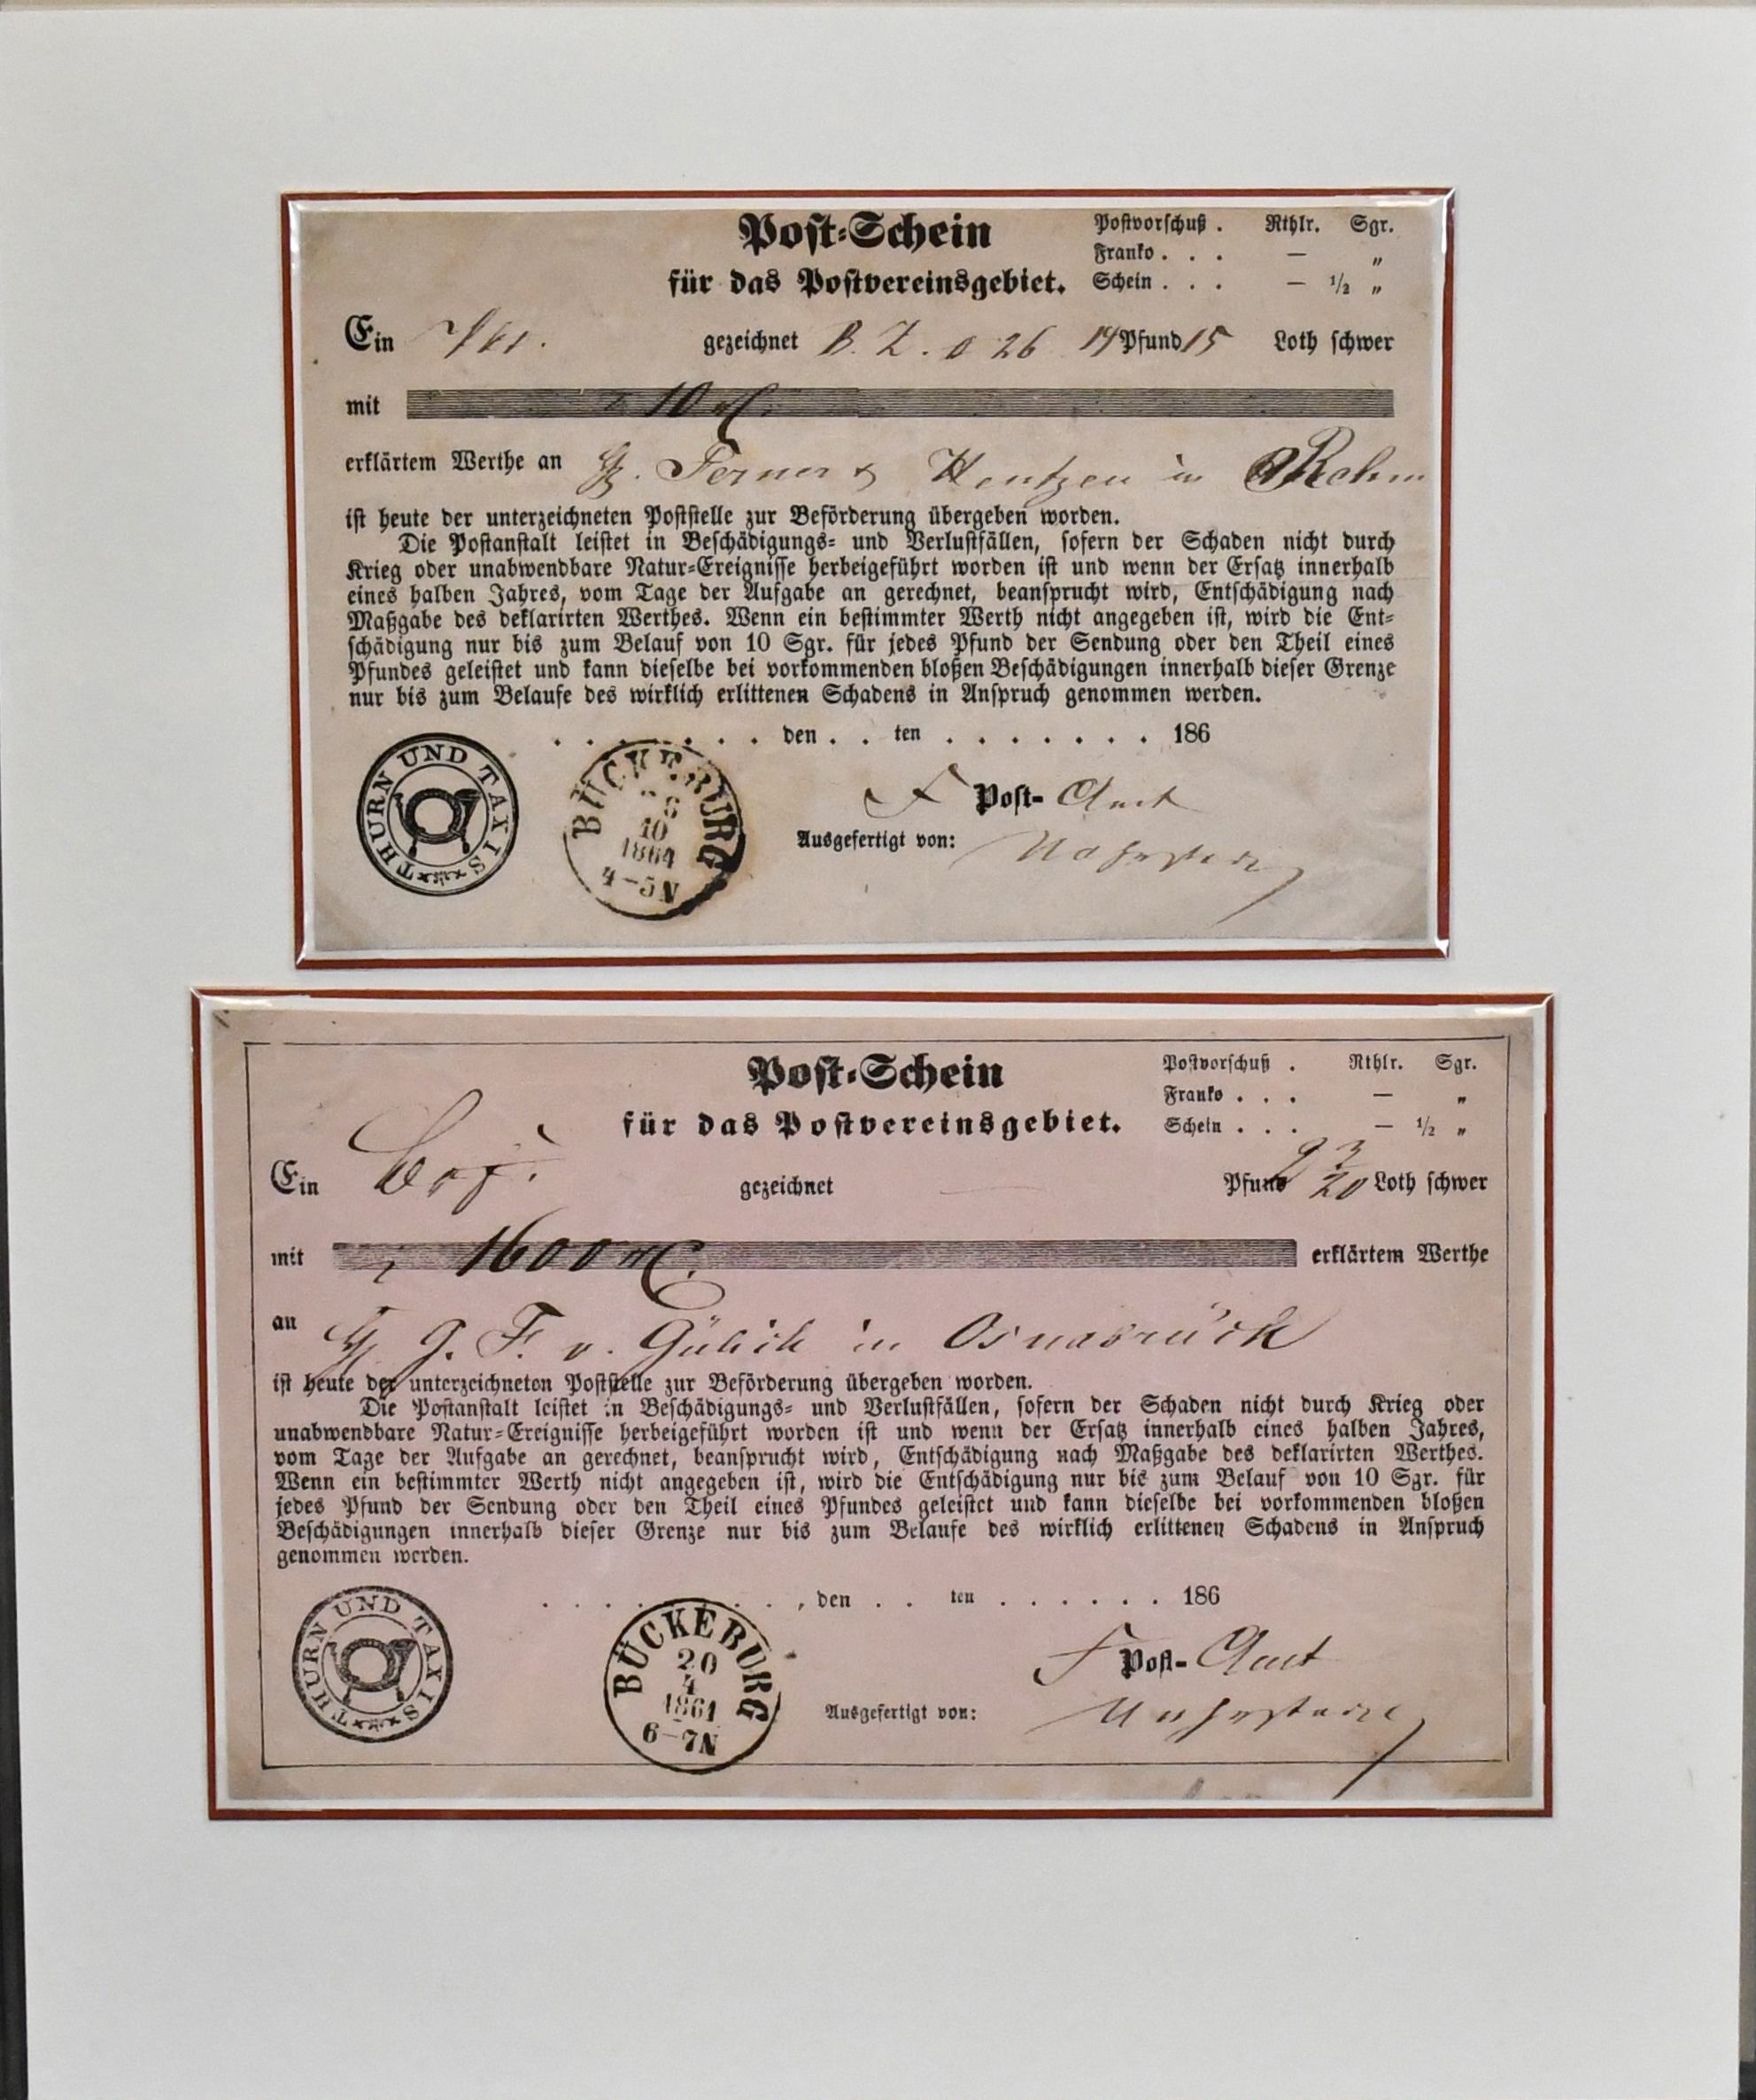 Post-Schein
für das Postvereinsgebiet.
Postvorschuß . Rthlr. Sgr.
Franko . . . — „
Schein . . . — ½ „
Ein gezeichnet B. Z. 26 14 Pfund 15 Loth schwer
mit 10
erklärtem Werthe an Ferner & Hentzen in
ist heute der unterzeichneten Poststelle zur Beförderung übergeben worden.
Die Postanstalt leistet in Beschädigungs- und Verlustfällen, sofern der Schaden nicht durch
Krieg oder unabwendbare Natur-Ereignisse herbeigeführt worden ist und wenn der Ersatz innerhalb
eines halben Jahres, vom Tage der Aufgabe an gerechnet, beansprucht wird, Entschädigung nach
Maßgabe des deklarirten Werthes. Wenn ein bestimmter Werth nicht angegeben ist, wird die Ent-
schädigung nur bis zum Belauf von 10 Sgr. für jedes Pfund der Sendung oder den Theil eines
Pfundes geleistet und kann dieselbe bei vorkommenden bloßen Beschädigungen innerhalb dieser Grenze
nur bis zum Belaufe des wirklich erlittenen Schadens in Anspruch genommen werden.
. . . . . . . den . . ten . . . . . . . . 186
THURN UND TAXIS
BÜCKEBURG
10
1864
4-5N
F Post- Amt
Ausgefertigt von:
Post-Schein
für das Postvereinsgebiet.
Postvorschuß . Rthlr. Sgr.
Franko . . . — „
Schein . . . — ½ „
Ein gezeichnet Pfund Loth schwer
mit 1600 erklärtem Werthe
an G. F. v. Gülich in Osnabrück
ist heute der unterzeichneten Poststelle zur Beförderung übergeben worden.
Die Postanstalt leistet in Beschädigungs- und Verlustfällen, sofern der Schaden nicht durch Krieg oder
unabwendbare Natur-Ereignisse herbeigeführt worden ist und wenn der Ersatz innerhalb eines halben Jahres,
vom Tage der Aufgabe an gerechnet, beansprucht wird, Entschädigung nach Maßgabe des deklarirten Werthes.
Wenn ein bestimmter Werth nicht angegeben ist, wird die Entschädigung nur bis zum Belauf von 10 Sgr. für
jedes Pfund der Sendung oder den Theil eines Pfundes geleistet und kann dieselbe bei vorkommenden bloßen
Beschädigungen innerhalb dieser Grenze nur bis zum Belaufe des wirklich erlittenen Schadens in Anspruch
genommen werden.
. . . . . . . , den . . ten . . . . . . 186
THURN UND TAXIS
BÜCKEBURG
20
4
1861
6-7N
F Post- Amt
Ausgefertigt von: